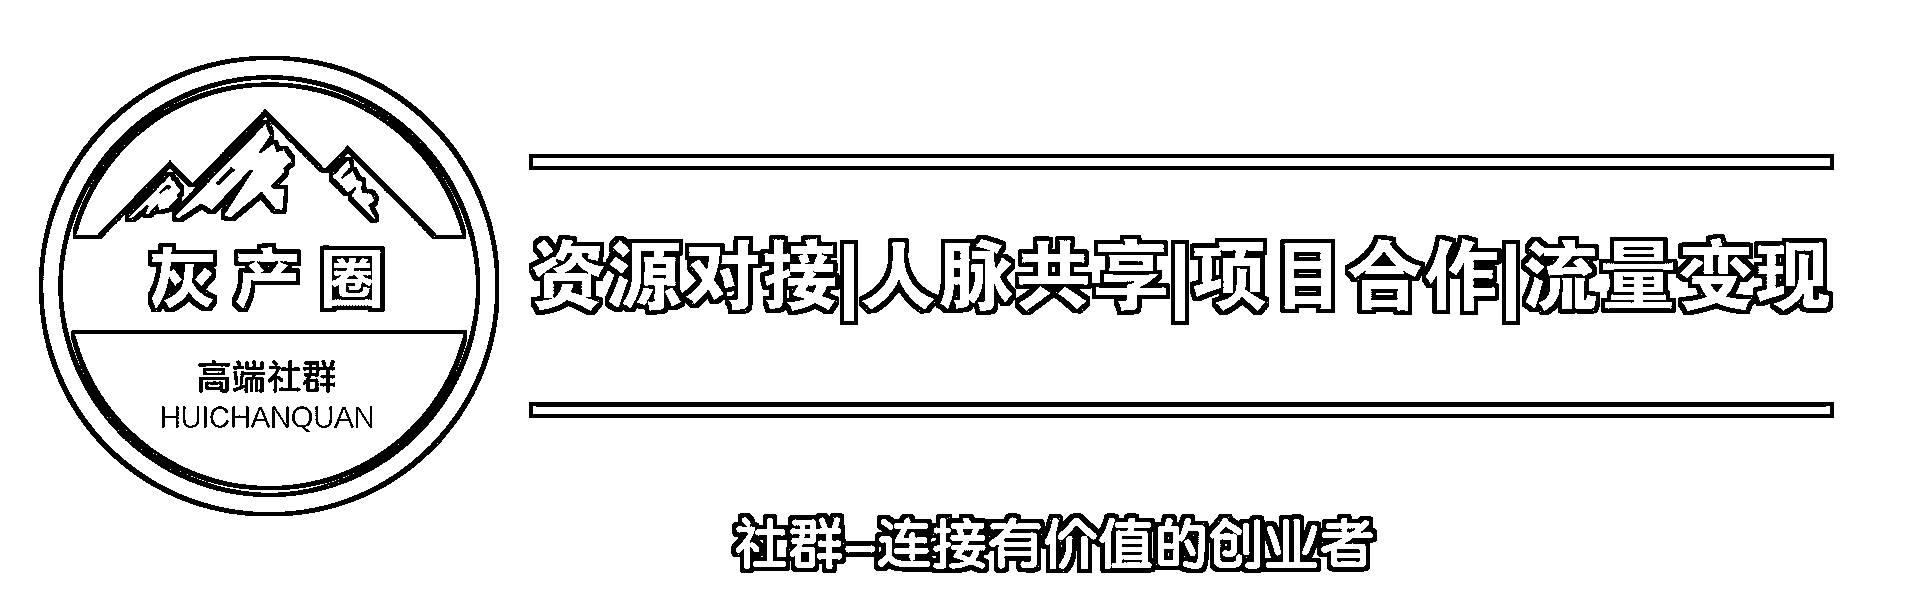 灰产圈
高端社群
HUICHANQUAN
资源对接|人脉共享|项目合作|流量变现
社群–连接有价值的创业者